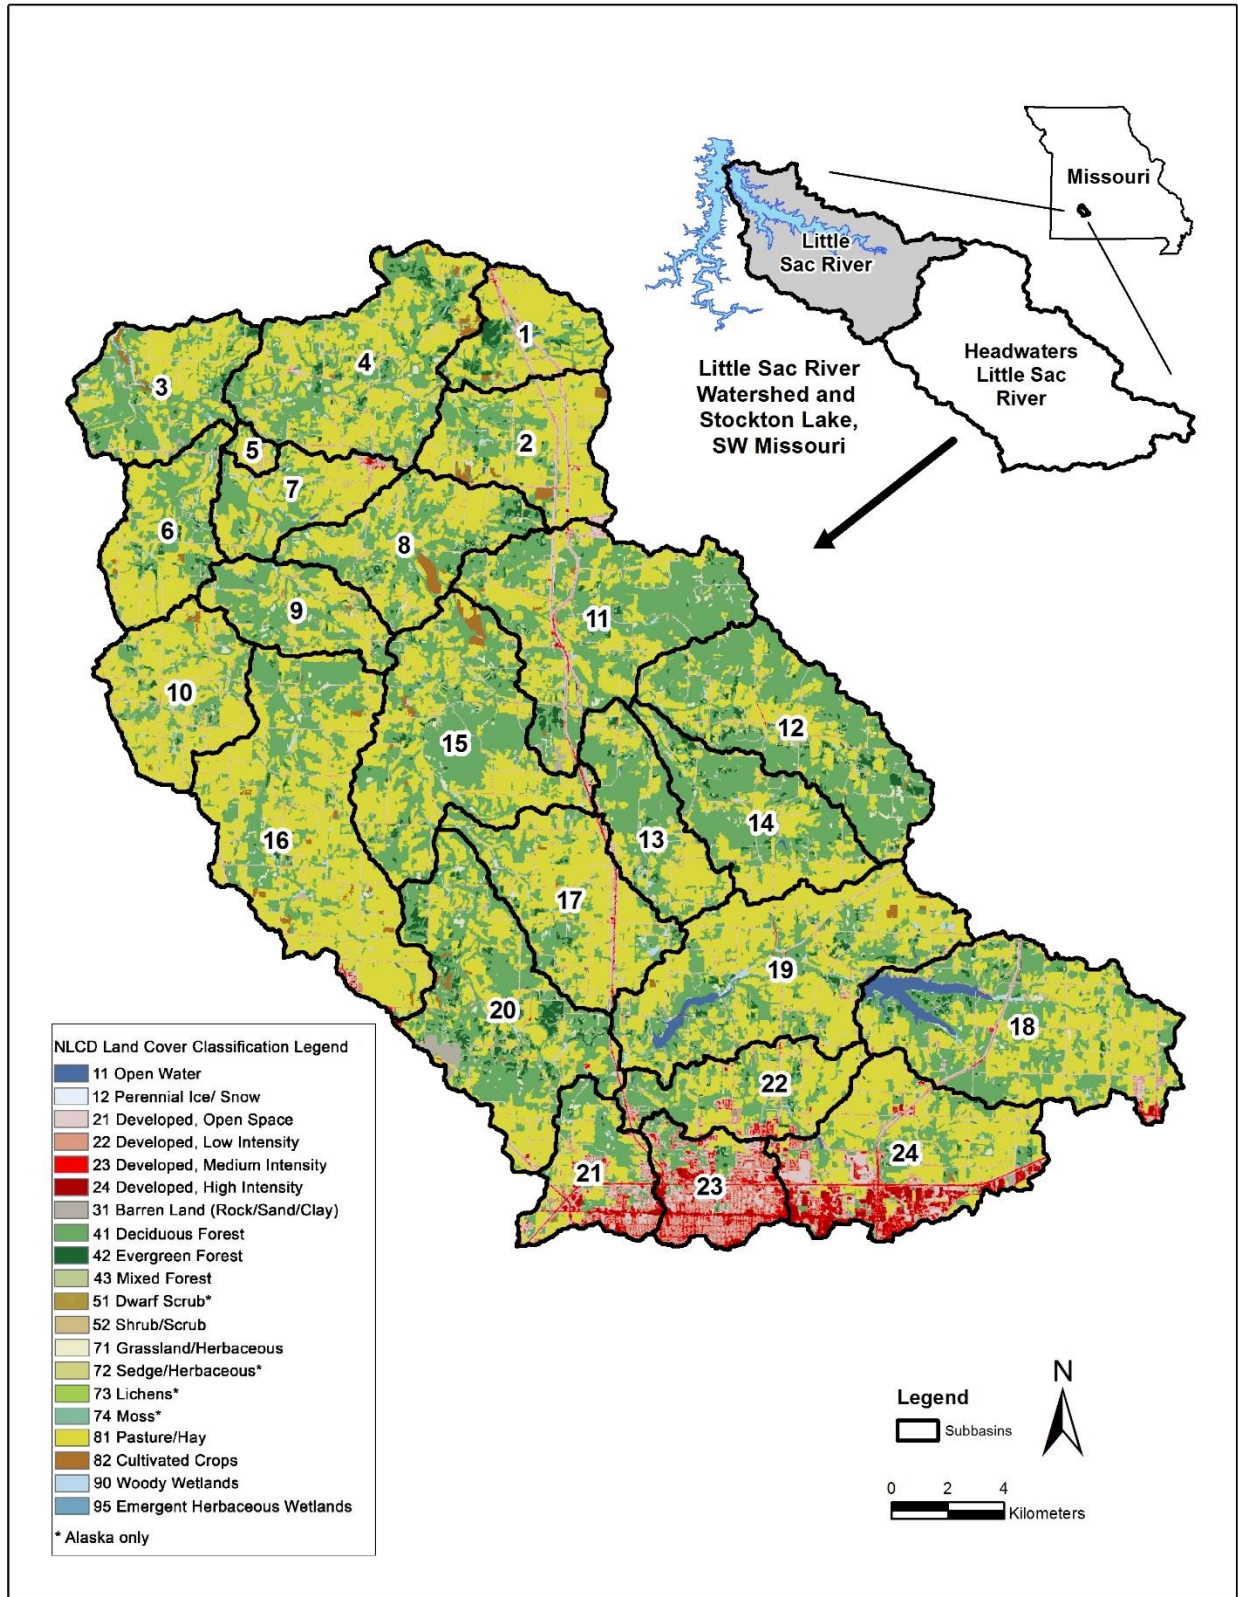 Missouri
Little
Sac River
Headwaters
Little Sac
River
Little Sac River
Watershed and
Stockton Lake,
SW Missouri
1
4
3
2
5
7
6
8
9
11
10
12
15
14
13
16
17
19
20
18
22
24
21
23
NLCD Land Cover Classification Legend
11 Open Water
12 Perennial Ice/ Snow
21 Developed, Open Space
22 Developed, Low Intensity
23 Developed, Medium Intensity
24 Developed, High Intensity
31 Barren Land (Rock/Sand/Clay)
41 Deciduous Forest
42 Evergreen Forest
43 Mixed Forest
51 Dwarf Scrub*
52 Shrub/Scrub
71 Grassland/Herbaceous
72 Sedge/Herbaceous*
73 Lichens*
74 Moss*
81 Pasture/Hay
82 Cultivated Crops
90 Woody Wetlands
95 Emergent Herbaceous Wetlands
* Alaska only
N
Legend
Subbasins
0 2 4
Kilometers